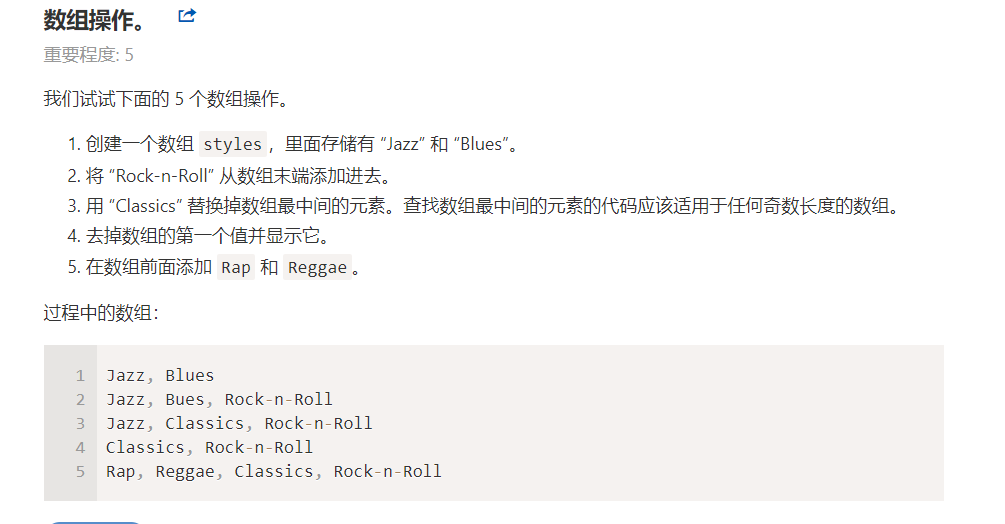 数组操作。
重要程度: 5
我们试试下面的 5 个数组操作。
1. 创建一个数组 styles，里面存储有 “Jazz” 和 “Blues”。
2. 将 “Rock-n-Roll” 从数组末端添加进去。
3. 用 “Classics” 替换掉数组最中间的元素。查找数组最中间的元素的代码应该适用于任何奇数长度的数组。
4. 去掉数组的第一个值并显示它。
5. 在数组前面添加 Rap 和 Reggae。
过程中的数组：
1 Jazz, Blues
2 Jazz, Bues, Rock-n-Roll
3 Jazz, Classics, Rock-n-Roll
4 Classics, Rock-n-Roll
5 Rap, Reggae, Classics, Rock-n-Roll